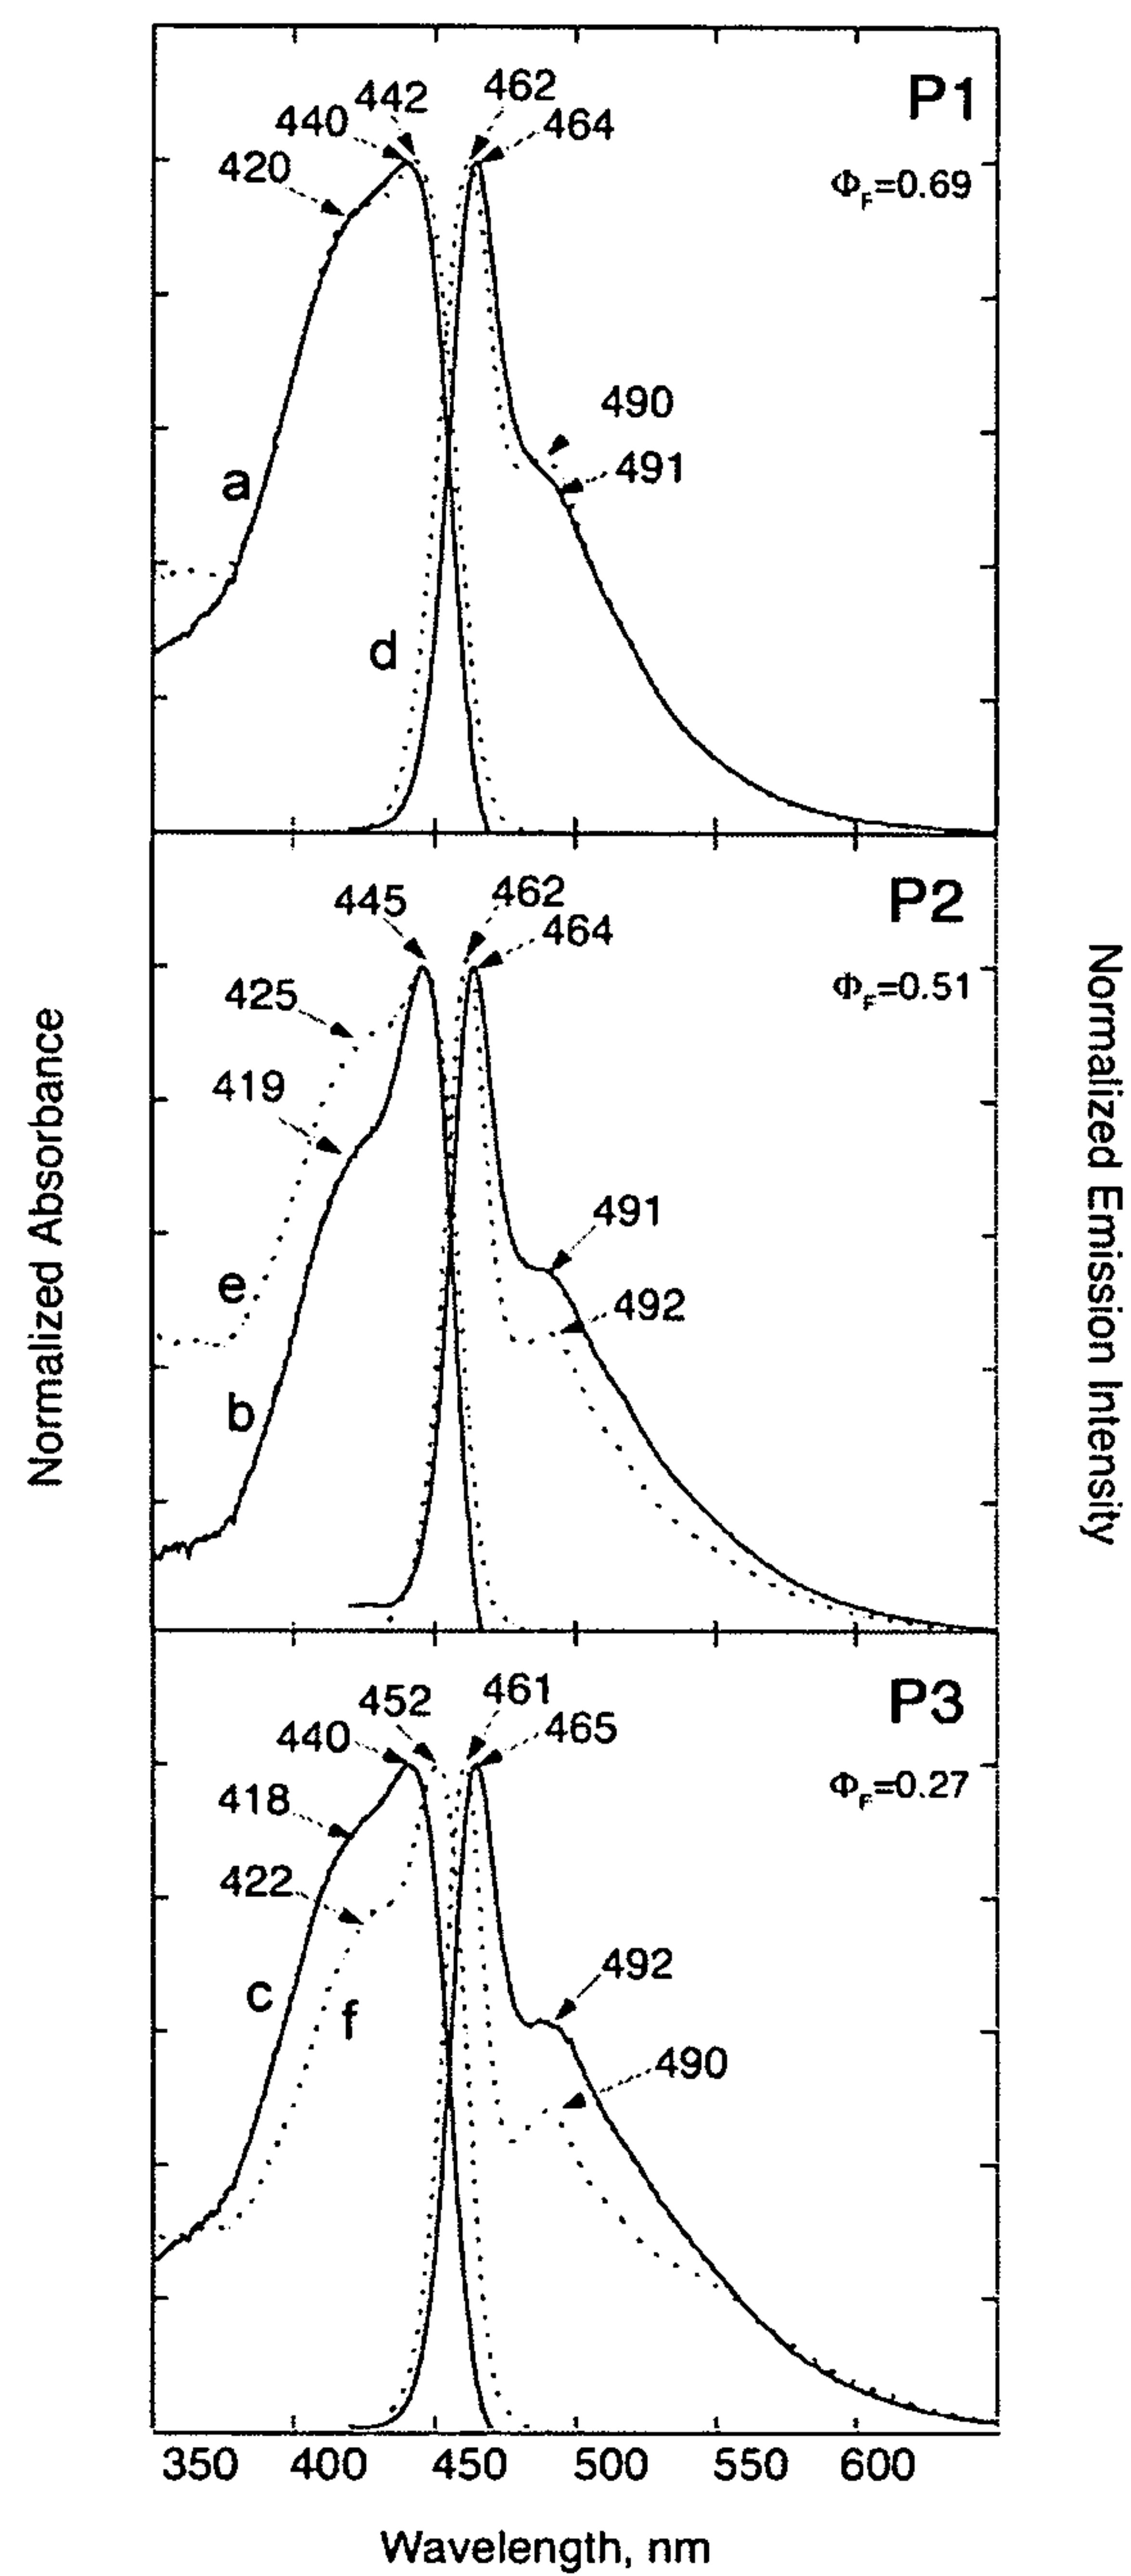 P1
442
462
440
464
420
ΦF=0.69
490
491
a
d
P2
445
462
464
425
ΦF=0.51
419
491
e
492
b
P3
452
461
440
465
418
ΦF=0.27
422
492
c
f
490
350 400 450 500 550 600
Wavelength, nm
Normalized Absorbance
Normalized Emission Intensity